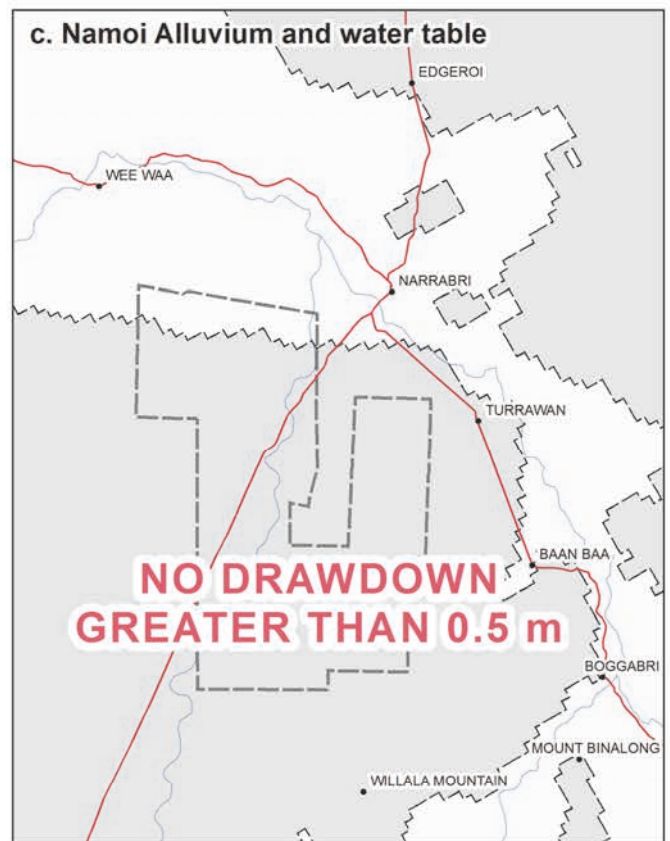 c. Namoi Alluvium and water table
EDGEROI
WEE WAA
NARRABRI
TURRAWAN
BAAN BAA
NO DRAWDOWN
GREATER THAN 0.5 m
BOGGABRI
MOUNT BINALONG
WILLALA MOUNTAIN